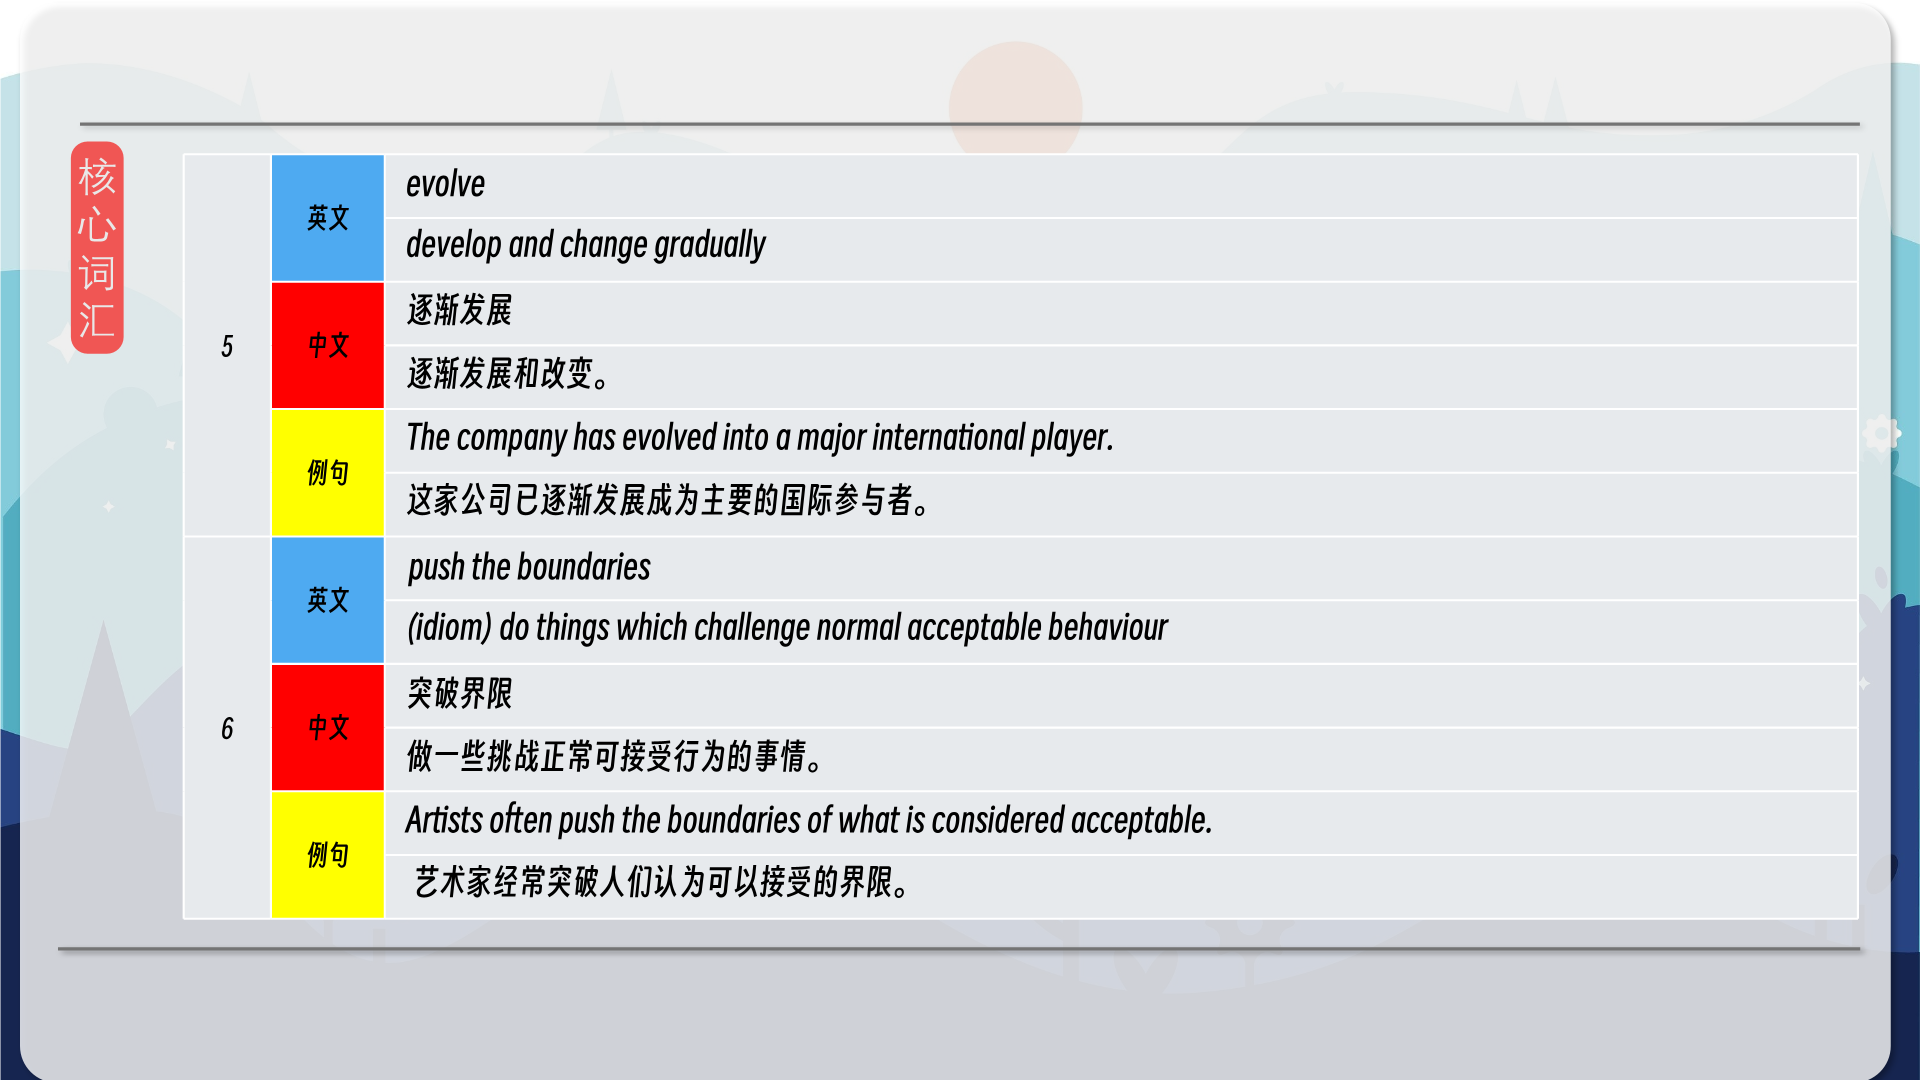 核
心
词
汇
5
英文
evolve
develop and change gradually
中文
逐渐发展
逐渐发展和改变。
例句
The company has evolved into a major international player.
这家公司已逐渐发展成为主要的国际参与者。
6
英文
push the boundaries
(idiom) do things which challenge normal acceptable behaviour
中文
突破界限
做一些挑战正常可接受行为的事情。
例句
Artists often push the boundaries of what is considered acceptable.
艺术家经常突破人们认为可以接受的界限。